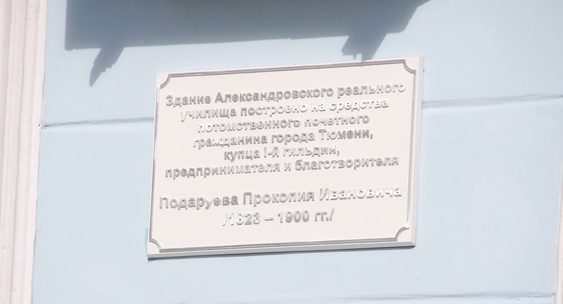 Здание Александровского реального
училища построено на средства
потомственного почетного
гражданина города Тюмени,
купца I-й гильдии,
предпринимателя и благотворителя
Подаруева Прокопия Ивановича
/1823 – 1900 гг./